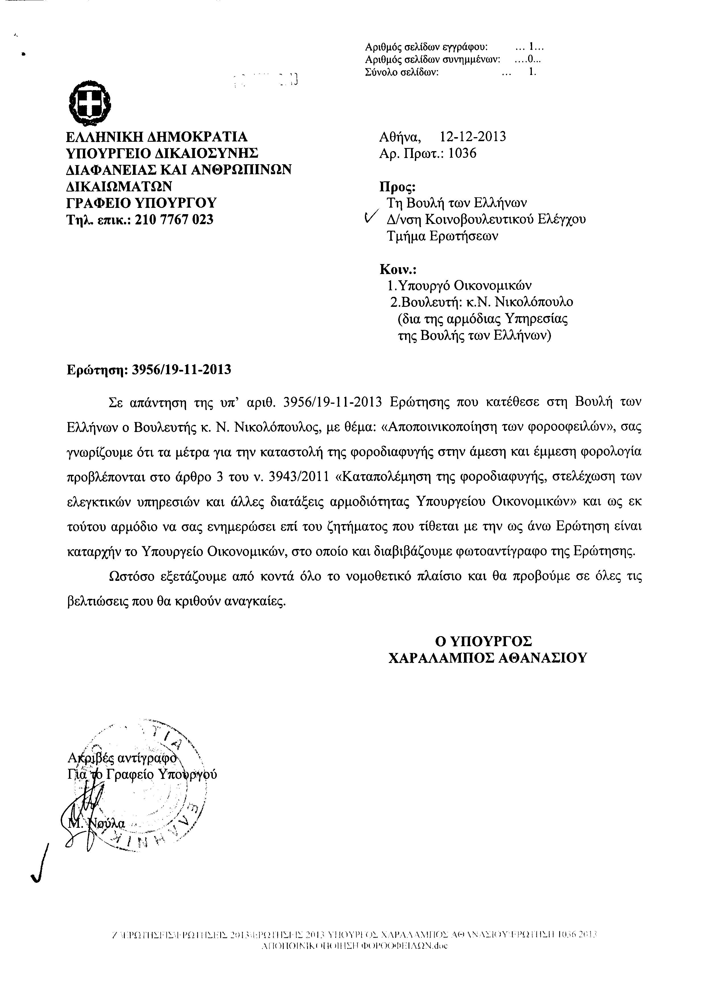 Αριθμός σελίδων εγγράφου: ... 1...
Αριθμός σελίδων συνημμένων: ....0...
Σύνολο σελίδων: ... 1.
ΕΛΛΗΝΙΚΗ ΔΗΜΟΚΡΑΤΙΑ
ΥΠΟΥΡΓΕΙΟ ΔΙΚΑΙΟΣΥΝΗΣ
ΔΙΑΦΑΝΕΙΑΣ ΚΑΙ ΑΝΘΡΩΠΙΝΩΝ
ΔΙΚΑΙΩΜΑΤΩΝ
ΓΡΑΦΕΙΟ ΥΠΟΥΡΓΟΥ
Τηλ. επικ.: 210 7767 023
Αθήνα, 12-12-2013
Αρ. Πρωτ.: 1036
Προς:
Τη Βουλή των Ελλήνων
Δ/νση Κοινοβουλευτικού Ελέγχου
Τμήμα Ερωτήσεων
Κοιν.:
1.Υπουργό Οικονομικών
2.Βουλευτή: κ.Ν. Νικολόπουλο
(δια της αρμόδιας Υπηρεσίας
της Βουλής των Ελλήνων)
Ερώτηση: 3956/19-11-2013
Σε απάντηση της υπ’ αριθ. 3956/19-11-2013 Ερώτησης που κατέθεσε στη Βουλή των
Ελλήνων ο Βουλευτής κ. Ν. Νικολόπουλος, με θέμα: «Αποποινικοποίηση των φοροοφειλών», σας
γνωρίζουμε ότι τα μέτρα για την καταστολή της φοροδιαφυγής στην άμεση και έμμεση φορολογία
προβλέπονται στο άρθρο 3 του ν. 3943/2011 «Καταπολέμηση της φοροδιαφυγής, στελέχωση των
ελεγκτικών υπηρεσιών και άλλες διατάξεις αρμοδιότητας Υπουργείου Οικονομικών» και ως εκ
τούτου αρμόδιο να σας ενημερώσει επί του ζητήματος που τίθεται με την ως άνω Ερώτηση είναι
καταρχήν το Υπουργείο Οικονομικών, στο οποίο και διαβιβάζουμε φωτοαντίγραφο της Ερώτησης.
Ωστόσο εξετάζουμε από κοντά όλο το νομοθετικό πλαίσιο και θα προβούμε σε όλες τις
βελτιώσεις που θα κριθούν αναγκαίες.
Ο ΥΠΟΥΡΓΟΣ
ΧΑΡΑΛΑΜΠΟΣ ΑΘΑΝΑΣΙΟΥ
Ακριβές αντίγραφο
Για το Γραφείο Υπουργού
Μ. Νούλα
Ζ:\ΕΡΩΤΗΣΕΙΣ\ΕΡΩΤΗΣΕΙΣ 2013\ΕΡΩΤΗΣΕΙΣ 2013 ΥΠΟΥΡΓΟΣ ΧΑΡΑΛΑΜΠΟΣ ΑΘΑΝΑΣΙΟΥ\ΕΡΩΤΗΣΗ 1036 2013
ΑΠΟΠΟΙΝΙΚΟΠΟΙΗΣΗ ΦΟΡΟΟΦΕΙΛΩΝ.doc